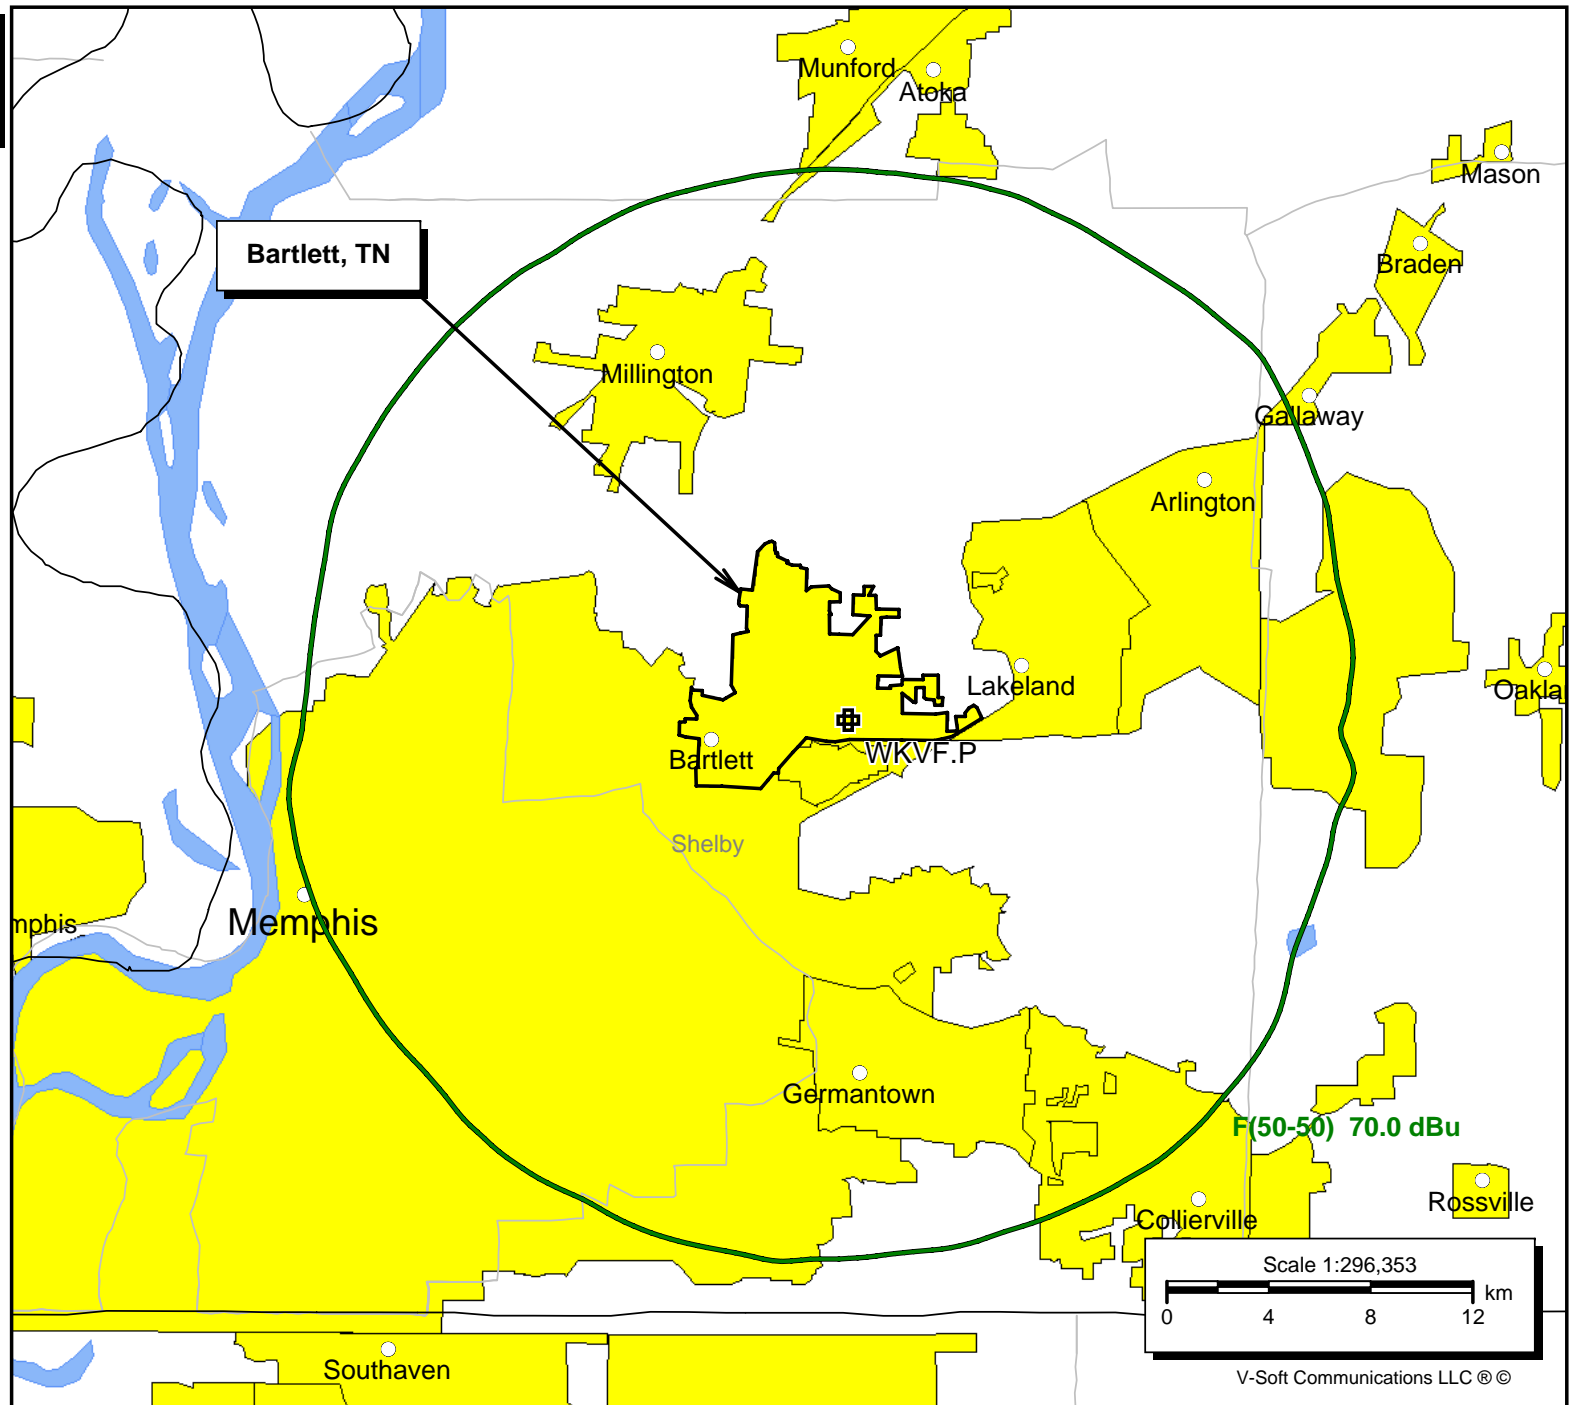 Munford
Atoka
Mason
Bartlett, TN
Braden
Millington
Gallaway
Arlington
Lakeland
Oakla
Bartlett
WKVF.P
Shelby
mphis
Memphis
Germantown
F(50-50) 70.0 dBu
Rossville
Collierville
Scale 1:296,353
km
0 4 8 12
Southaven
V-Soft Communications LLC ® ©